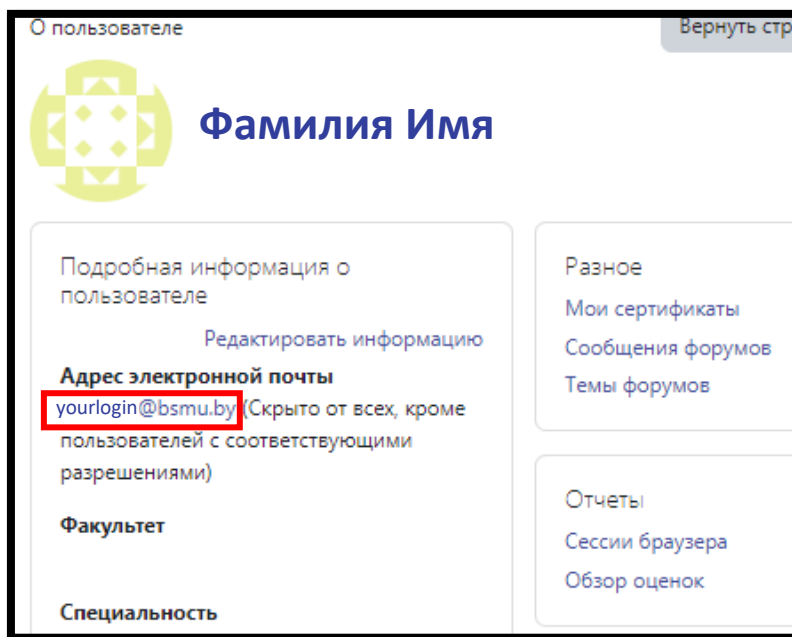 О пользователе
Вернуть стр
Фамилия Имя
Подробная информация о
пользователе
Редактировать информацию
Адрес электронной почты
yourlogin@bsmu.by (Скрыто от всех, кроме
пользователей с соответствующими
разрешениями)
Факультет
Специальность
Разное
Мои сертификаты
Сообщения форумов
Темы форумов
Отчеты
Сессии браузера
Обзор оценок